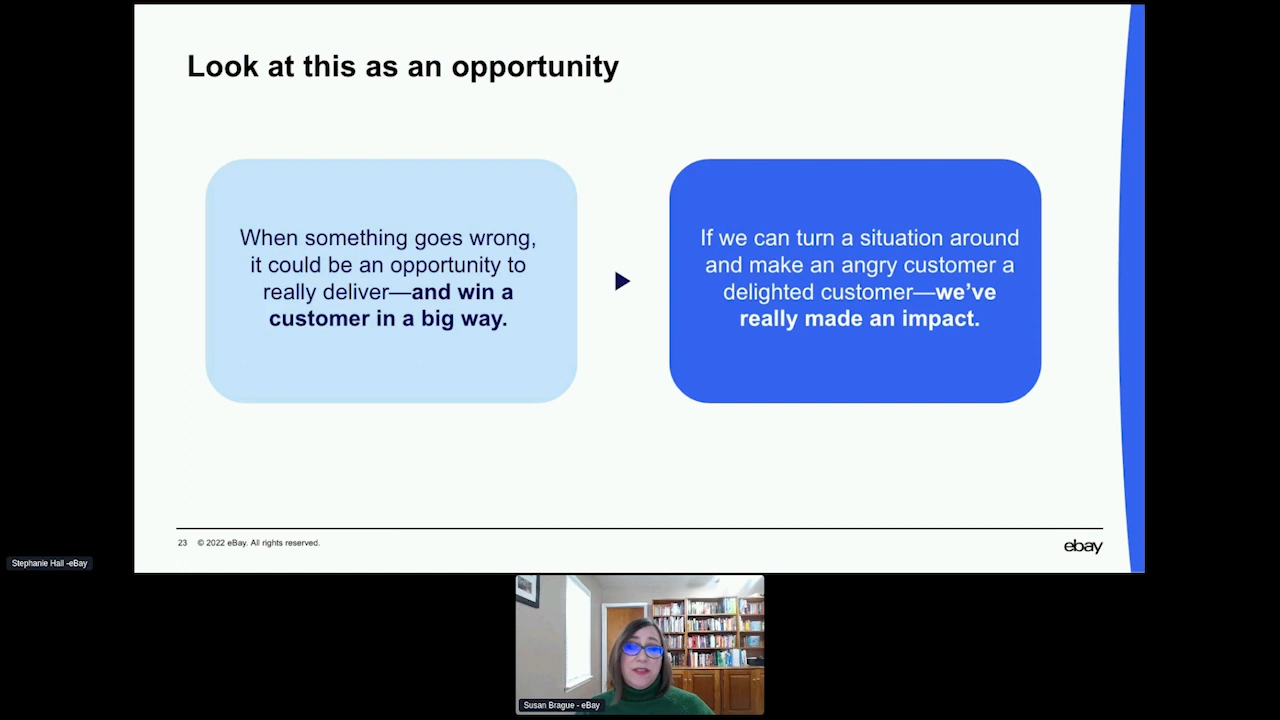 Look at this as an opportunity
When something goes wrong,
it could be an opportunity to
really deliver—and win a
customer in a big way.
If we can turn a situation around
and make an angry customer a
delighted customer—we’ve
really made an impact.
23 © 2022 eBay. All rights reserved.
ebay
Stephanie Hall -eBay
Susan Brague - eBay